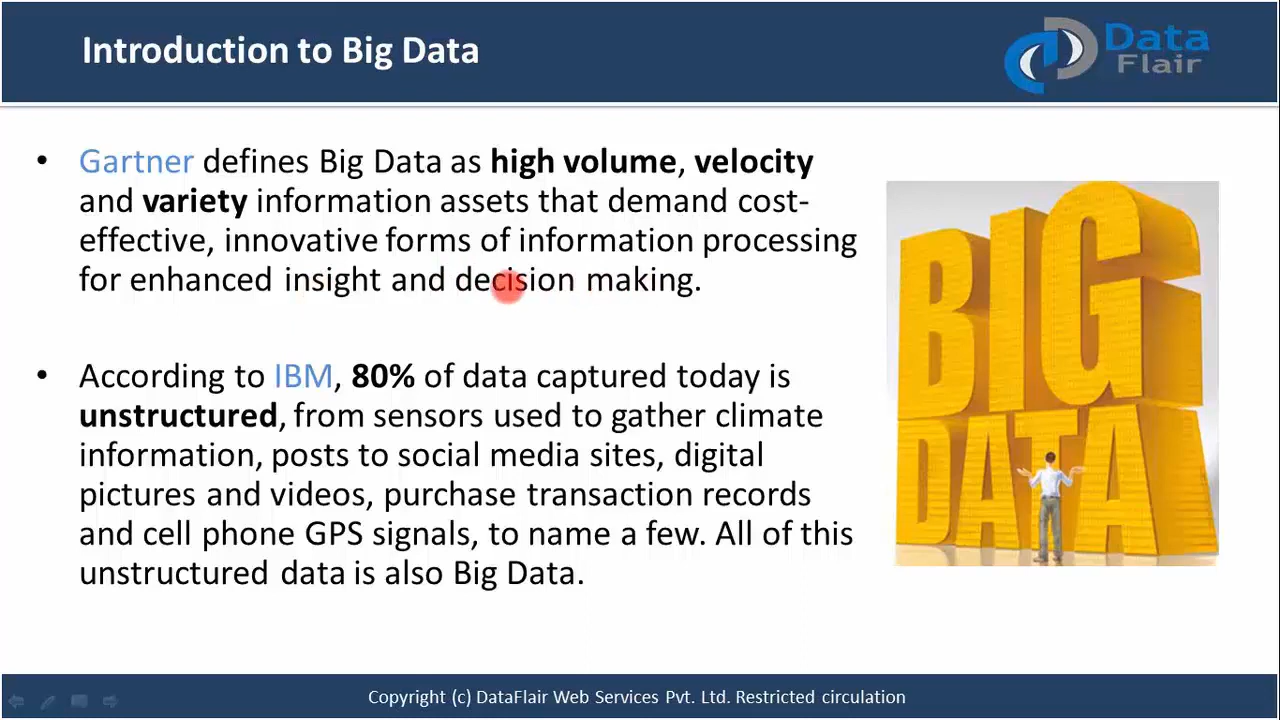 Introduction to Big Data
Data
Flair
• Gartner defines Big Data as high volume, velocity
and variety information assets that demand cost-
effective, innovative forms of information processing
for enhanced insight and decision making.
• According to IBM, 80% of data captured today is
unstructured, from sensors used to gather climate
information, posts to social media sites, digital
pictures and videos, purchase transaction records
and cell phone GPS signals, to name a few. All of this
unstructured data is also Big Data.
BIG
DATA
Copyright (c) DataFlair Web Services Pvt. Ltd. Restricted circulation